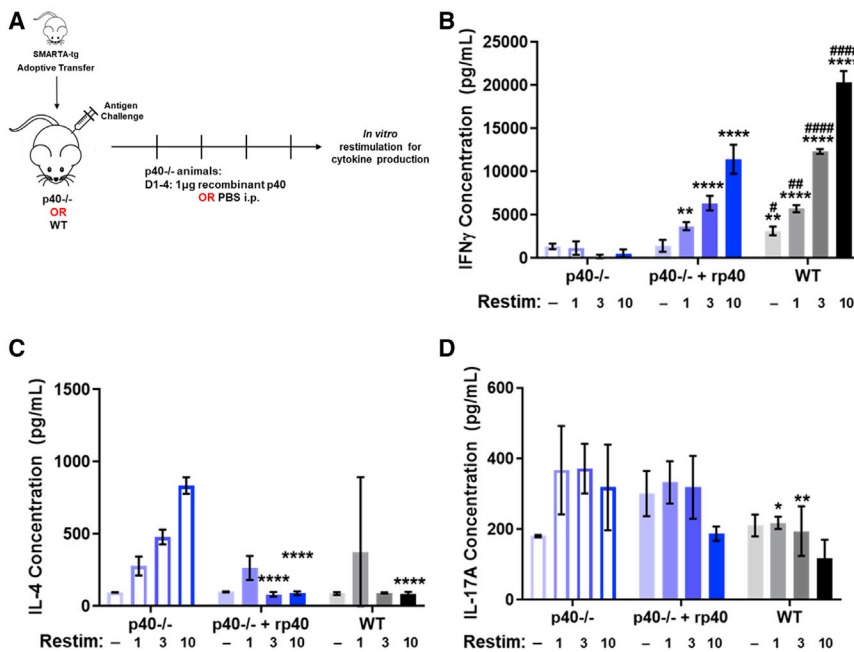 A
SMARTA-tg
Adoptive Transfer
Antigen
Challenge
p40-/- animals:
D1-4: 1μg recombinant p40
OR PBS i.p.
In vitro
restimulation for
cytokine production
p40-/-
OR
WT
B
IFNγ Concentration (pg/mL)
25000
20000
15000
10000
5000
0
** **** ****
# ** ## **** #### **** #### ****
p40-/- p40-/- + rp40 WT
Restim: – 1 3 10 – 1 3 10 – 1 3 10
C
IL-4 Concentration (pg/mL)
1500
1000
500
0
**** **** ****
p40-/- p40-/- + rp40 WT
Restim: – 1 3 10 – 1 3 10 – 1 3 10
D
IL-17A Concentration (pg/mL)
600
400
200
0
* **
p40-/- p40-/- + rp40 WT
Restim: – 1 3 10 – 1 3 10 – 1 3 10